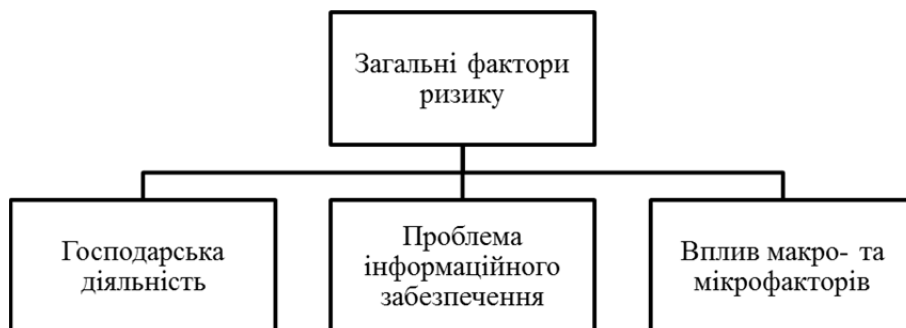 Загальні фактори
ризику
Господарська
діяльність
Проблема
інформаційного
забезпечення
Вплив макро- та
мікрофакторів